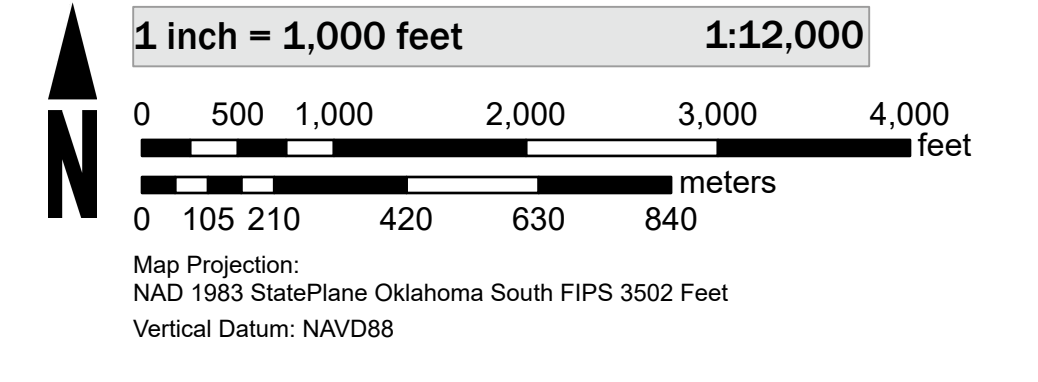 1 inch = 1,000 feet 1:12,000
0 500 1,000 2,000 3,000 4,000
feet
meters
0 105 210 420 630 840
N
Map Projection:
NAD 1983 StatePlane Oklahoma South FIPS 3502 Feet
Vertical Datum: NAVD88